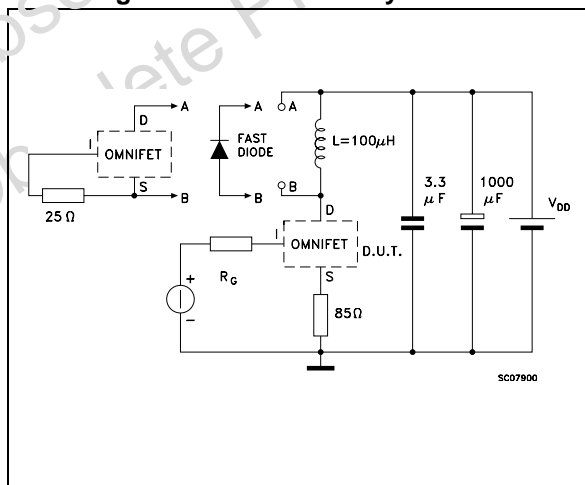 A
D
I
OMNIFET
S
B
25 Ω
A
FAST
DIODE
B
A
L=100μH
B
D
I
OMNIFET
D.U.T.
S
R_G
+
-
85Ω
3.3
μF
1000
μF
V_DD
SC07900